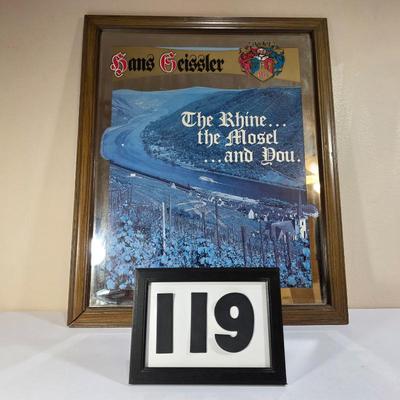 Hans Geissler
The Rhine...
the Mosel
...and You.
119